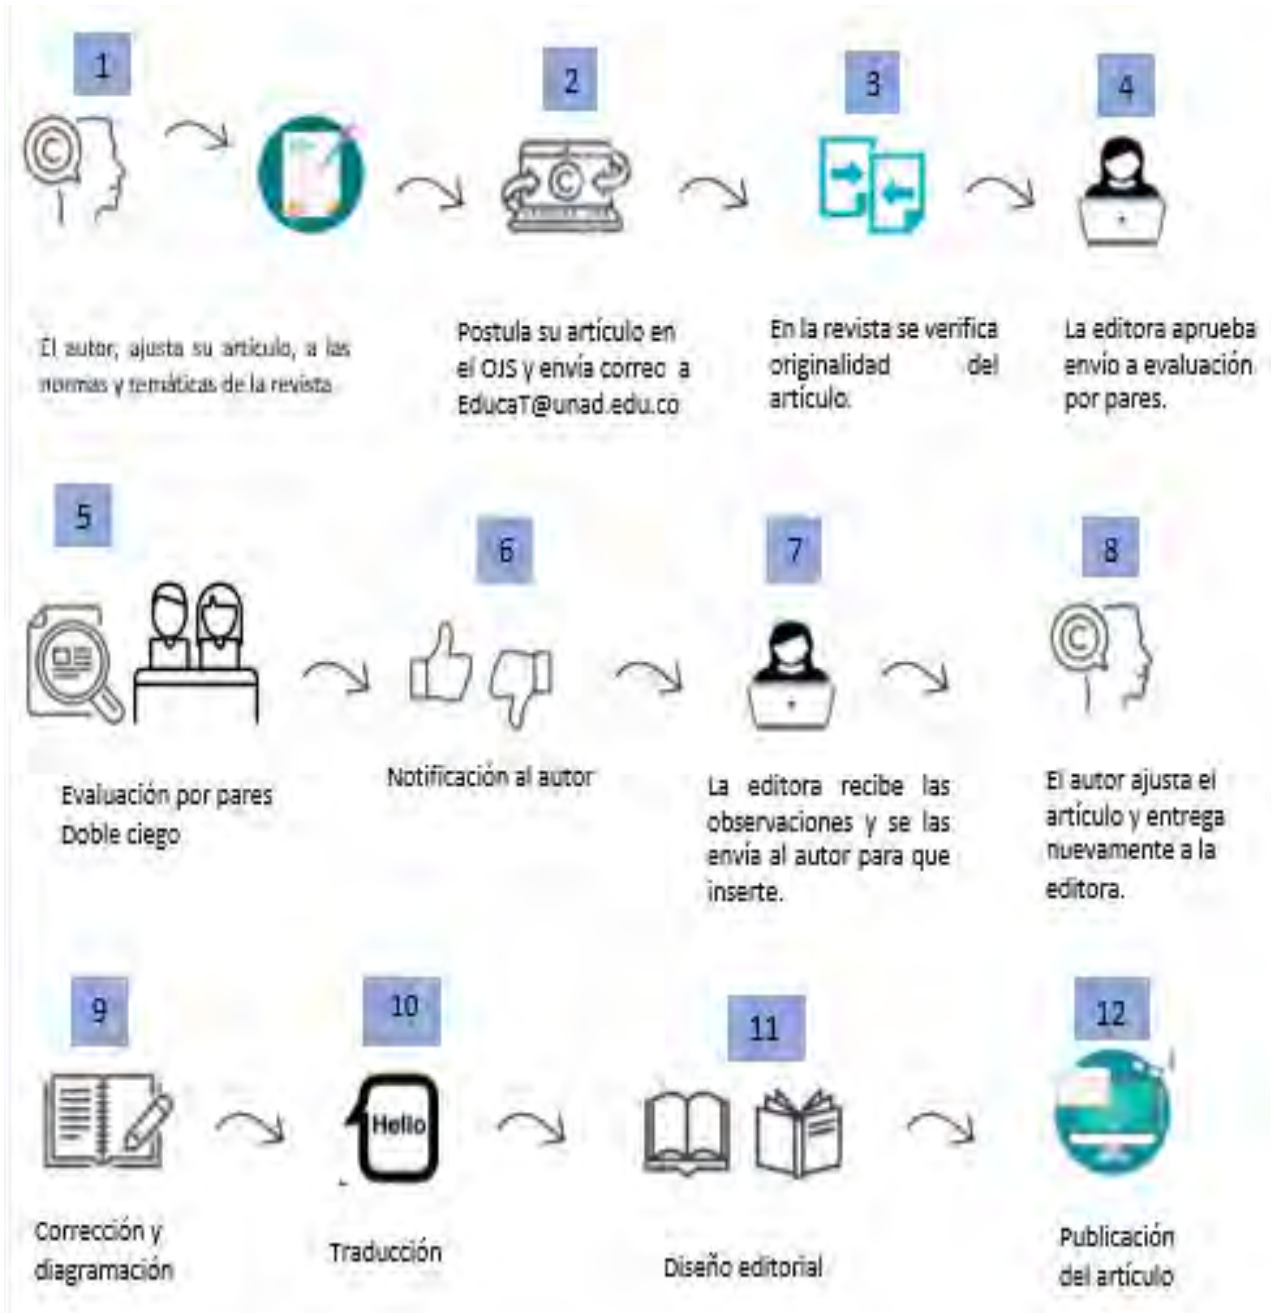 1
2
3
4
El autor, ajusta su artículo, a las
normas y temáticas de la revista
Postula su artículo en
el OJS y envía correo a
EducaT@unad.edu.co
En la revista se verifica
originalidad del
artículo.
La editora aprueba
envío a evaluación
por pares.
5
6
7
8
Evaluación por pares
Doble ciego
Notificación al autor
La editora recibe las
observaciones y se las
envía al autor para que
inserte.
El autor ajusta el
artículo y entrega
nuevamente a la
editora.
9
10
11
12
Hello
Corrección y
diagramación
Traducción
Diseño editorial
Publicación
del artículo